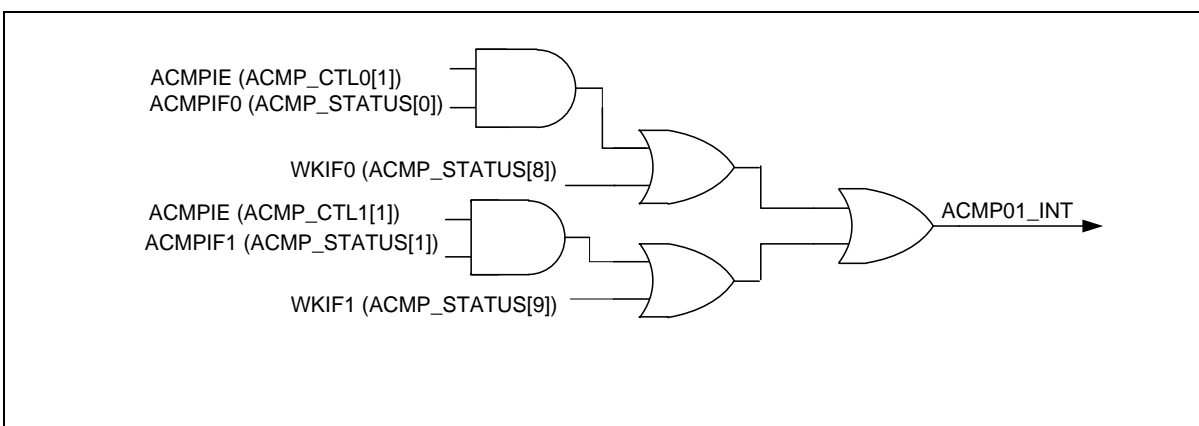 ACMPIE (ACMP_CTL0[1])
ACMPIF0 (ACMP_STATUS[0])
WKIF0 (ACMP_STATUS[8])
ACMPIE (ACMP_CTL1[1])
ACMPIF1 (ACMP_STATUS[1])
WKIF1 (ACMP_STATUS[9])
ACMP01_INT